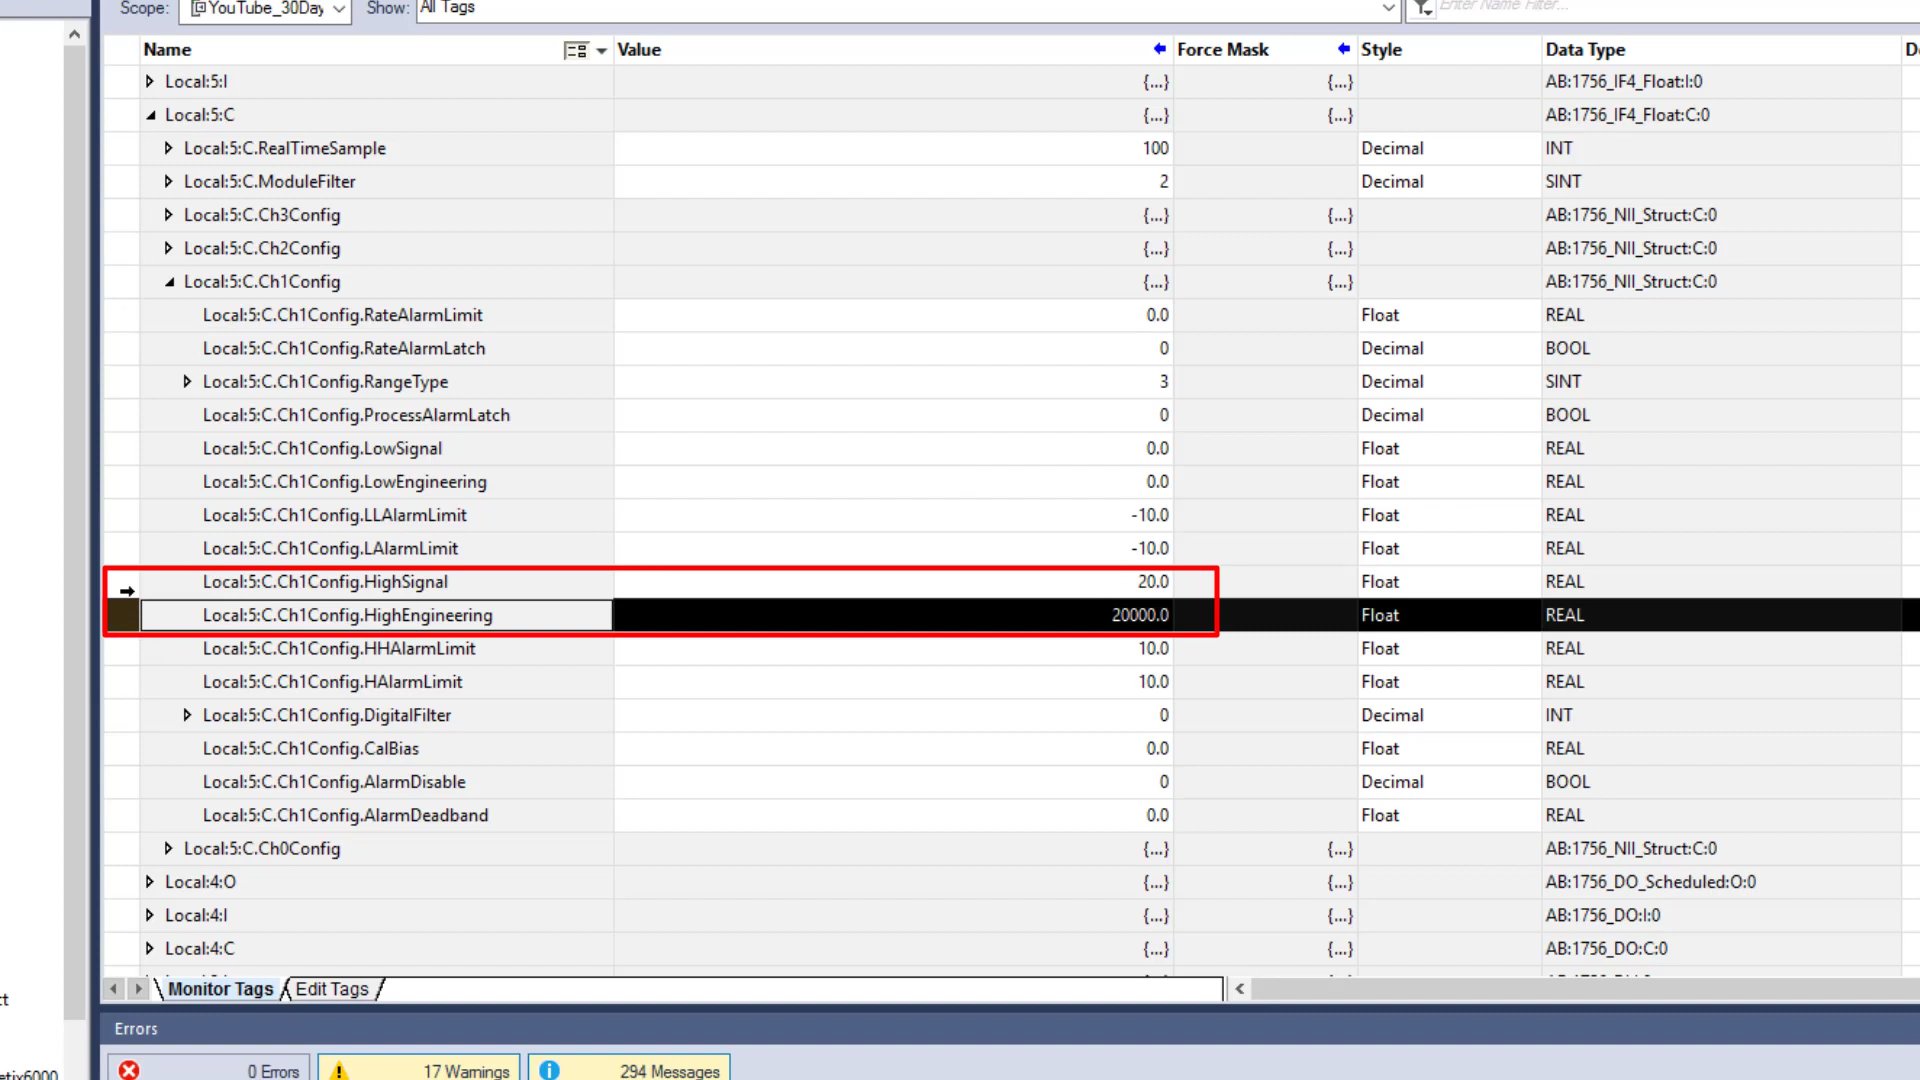 Scope: YouTube_30Day Show: All Tags Enter Name Filter...
Name Value Force Mask Style Data Type
Local:5:I {...} {...} AB:1756_IF4_Float:I:0
Local:5:C {...} {...} AB:1756_IF4_Float:C:0
Local:5:C.RealTimeSample 100 Decimal INT
Local:5:C.ModuleFilter 2 Decimal SINT
Local:5:C.Ch3Config {...} {...} AB:1756_NII_Struct:C:0
Local:5:C.Ch2Config {...} {...} AB:1756_NII_Struct:C:0
Local:5:C.Ch1Config {...} {...} AB:1756_NII_Struct:C:0
Local:5:C.Ch1Config.RateAlarmLimit 0.0 Float REAL
Local:5:C.Ch1Config.RateAlarmLatch 0 Decimal BOOL
Local:5:C.Ch1Config.RangeType 3 Decimal SINT
Local:5:C.Ch1Config.ProcessAlarmLatch 0 Decimal BOOL
Local:5:C.Ch1Config.LowSignal 0.0 Float REAL
Local:5:C.Ch1Config.LowEngineering 0.0 Float REAL
Local:5:C.Ch1Config.LLAlarmLimit -10.0 Float REAL
Local:5:C.Ch1Config.LAlarmLimit -10.0 Float REAL
Local:5:C.Ch1Config.HighSignal 20.0 Float REAL
Local:5:C.Ch1Config.HighEngineering 20000.0 Float REAL
Local:5:C.Ch1Config.HHAlarmLimit 10.0 Float REAL
Local:5:C.Ch1Config.HAlarmLimit 10.0 Float REAL
Local:5:C.Ch1Config.DigitalFilter 0 Decimal INT
Local:5:C.Ch1Config.CalBias 0.0 Float REAL
Local:5:C.Ch1Config.AlarmDisable 0 Decimal BOOL
Local:5:C.Ch1Config.AlarmDeadband 0.0 Float REAL
Local:5:C.Ch0Config {...} {...} AB:1756_NII_Struct:C:0
Local:4:O {...} {...} AB:1756_DO_Scheduled:O:0
Local:4:I {...} {...} AB:1756_DO:I:0
Local:4:C {...} {...} AB:1756_DO:C:0
Monitor Tags Edit Tags
Errors
0 Errors 17 Warnings 294 Messages